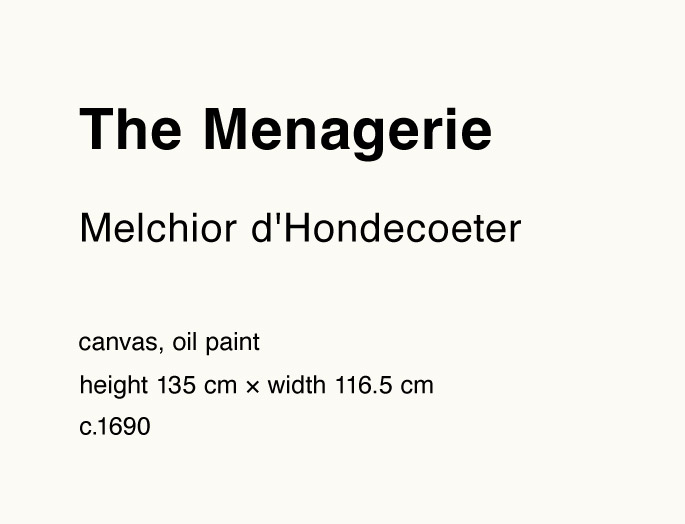 The Menagerie
Melchior d'Hondecoeter
canvas, oil paint
height 135 cm × width 116.5 cm
c.1690